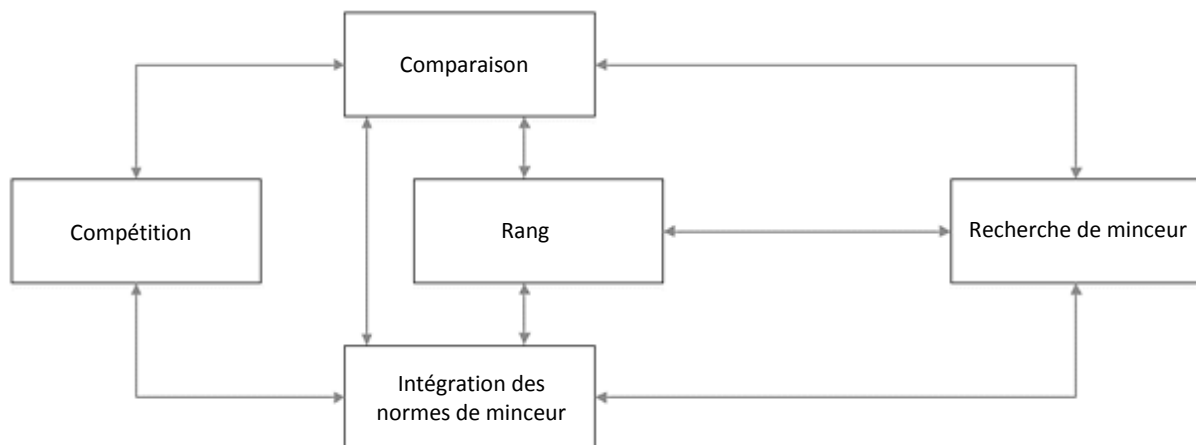 Comparaison
Compétition
Rang
Recherche de minceur
Intégration des
normes de minceur